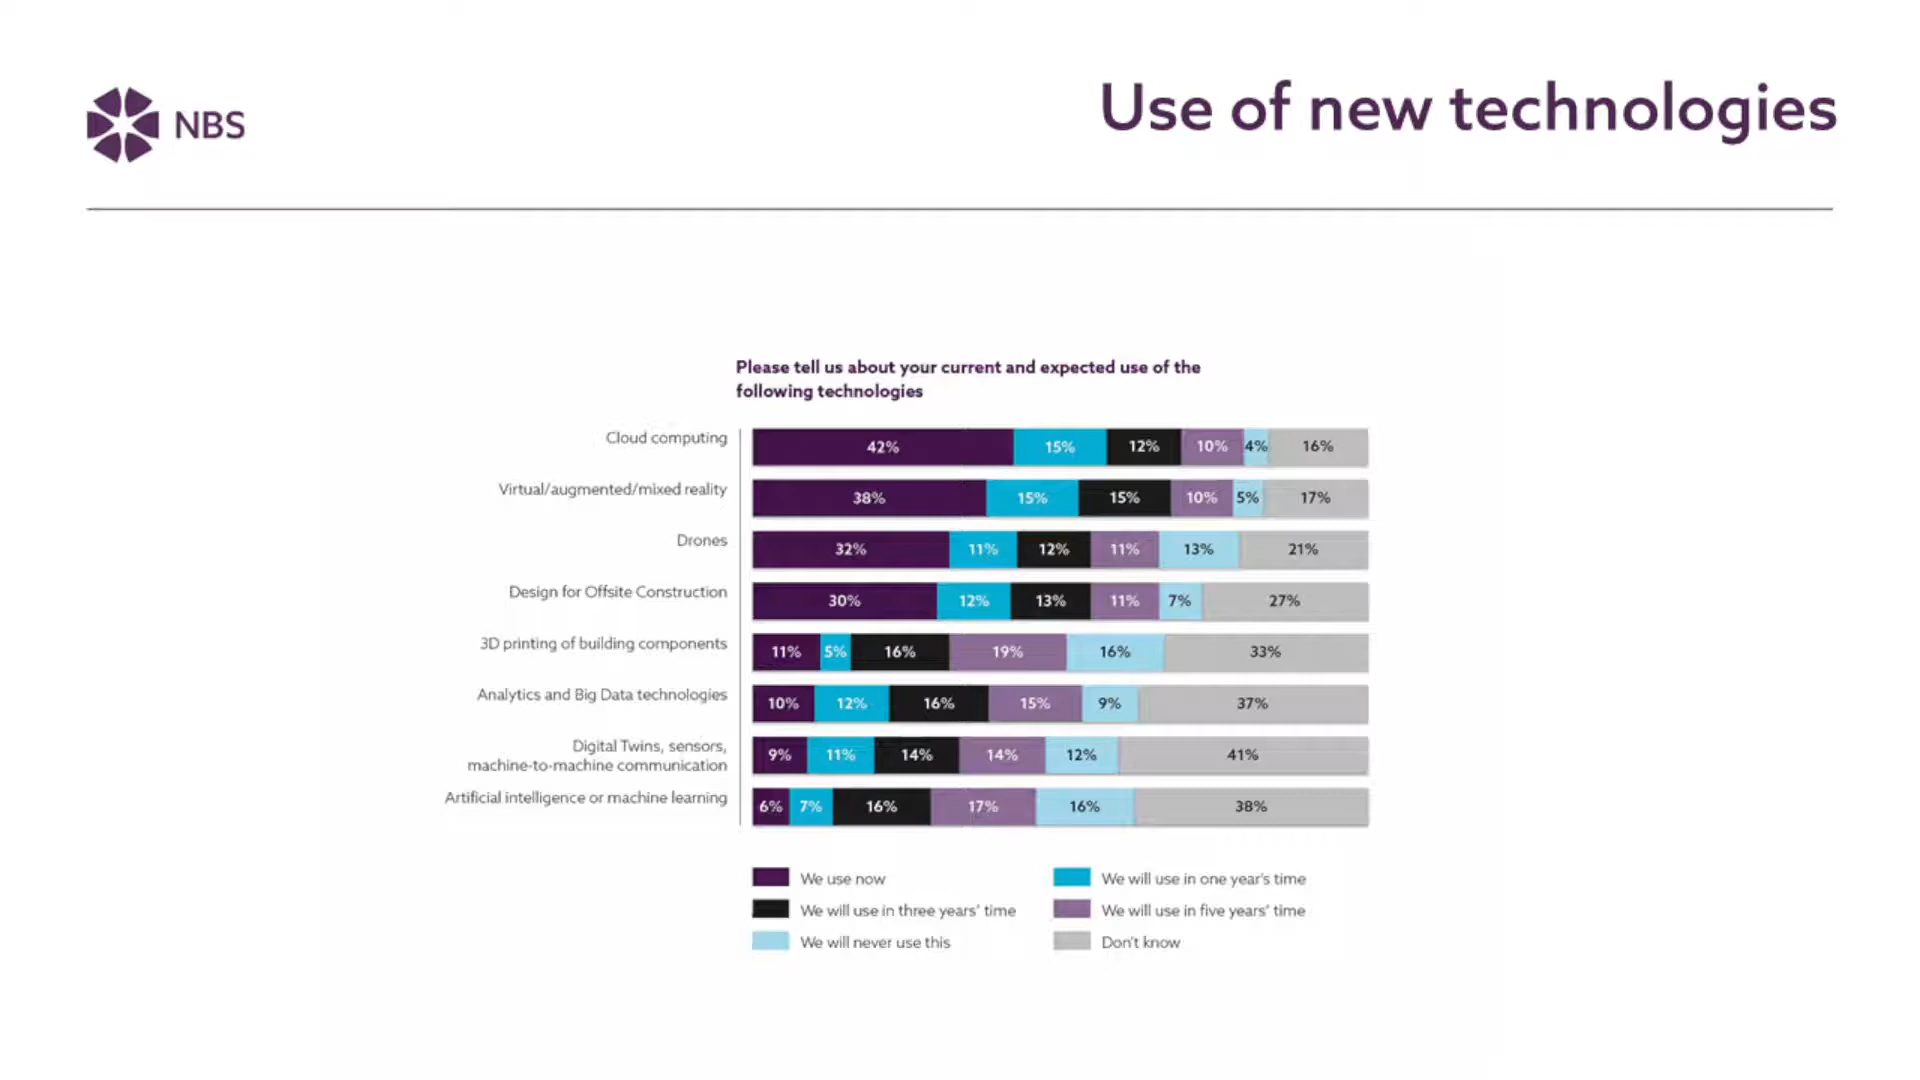 NBS
Use of new technologies
Please tell us about your current and expected use of the
following technologies
Cloud computing
42% 15% 12% 10% 4% 16%
Virtual/augmented/mixed reality
38% 15% 15% 10% 5% 17%
Drones
32% 11% 12% 11% 13% 21%
Design for Offsite Construction
30% 12% 13% 11% 7% 27%
3D printing of building components
11% 5% 16% 19% 16% 33%
Analytics and Big Data technologies
10% 12% 16% 15% 9% 37%
Digital Twins, sensors,
machine-to-machine communication
9% 11% 14% 14% 12% 41%
Artificial intelligence or machine learning
6% 7% 16% 17% 16% 38%
We use now
We will use in one year's time
We will use in three years' time
We will use in five years' time
We will never use this
Don't know